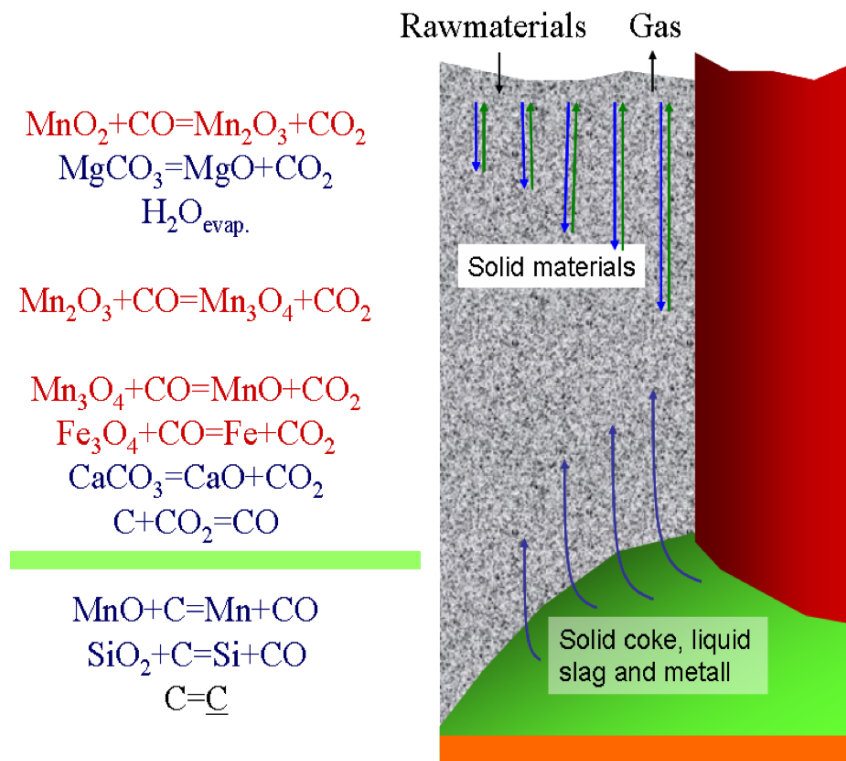 Rawmaterials Gas
MnO₂+CO=Mn₂O₃+CO₂
MgCO₃=MgO+CO₂
H₂Oevap.
Solid materials
Mn₂O₃+CO=Mn₃O₄+CO₂
Mn₃O₄+CO=MnO+CO₂
Fe₃O₄+CO=Fe+CO₂
CaCO₃=CaO+CO₂
C+CO₂=CO
MnO+C=Mn+CO
SiO₂+C=Si+CO
C=C
Solid coke, liquid
slag and metall